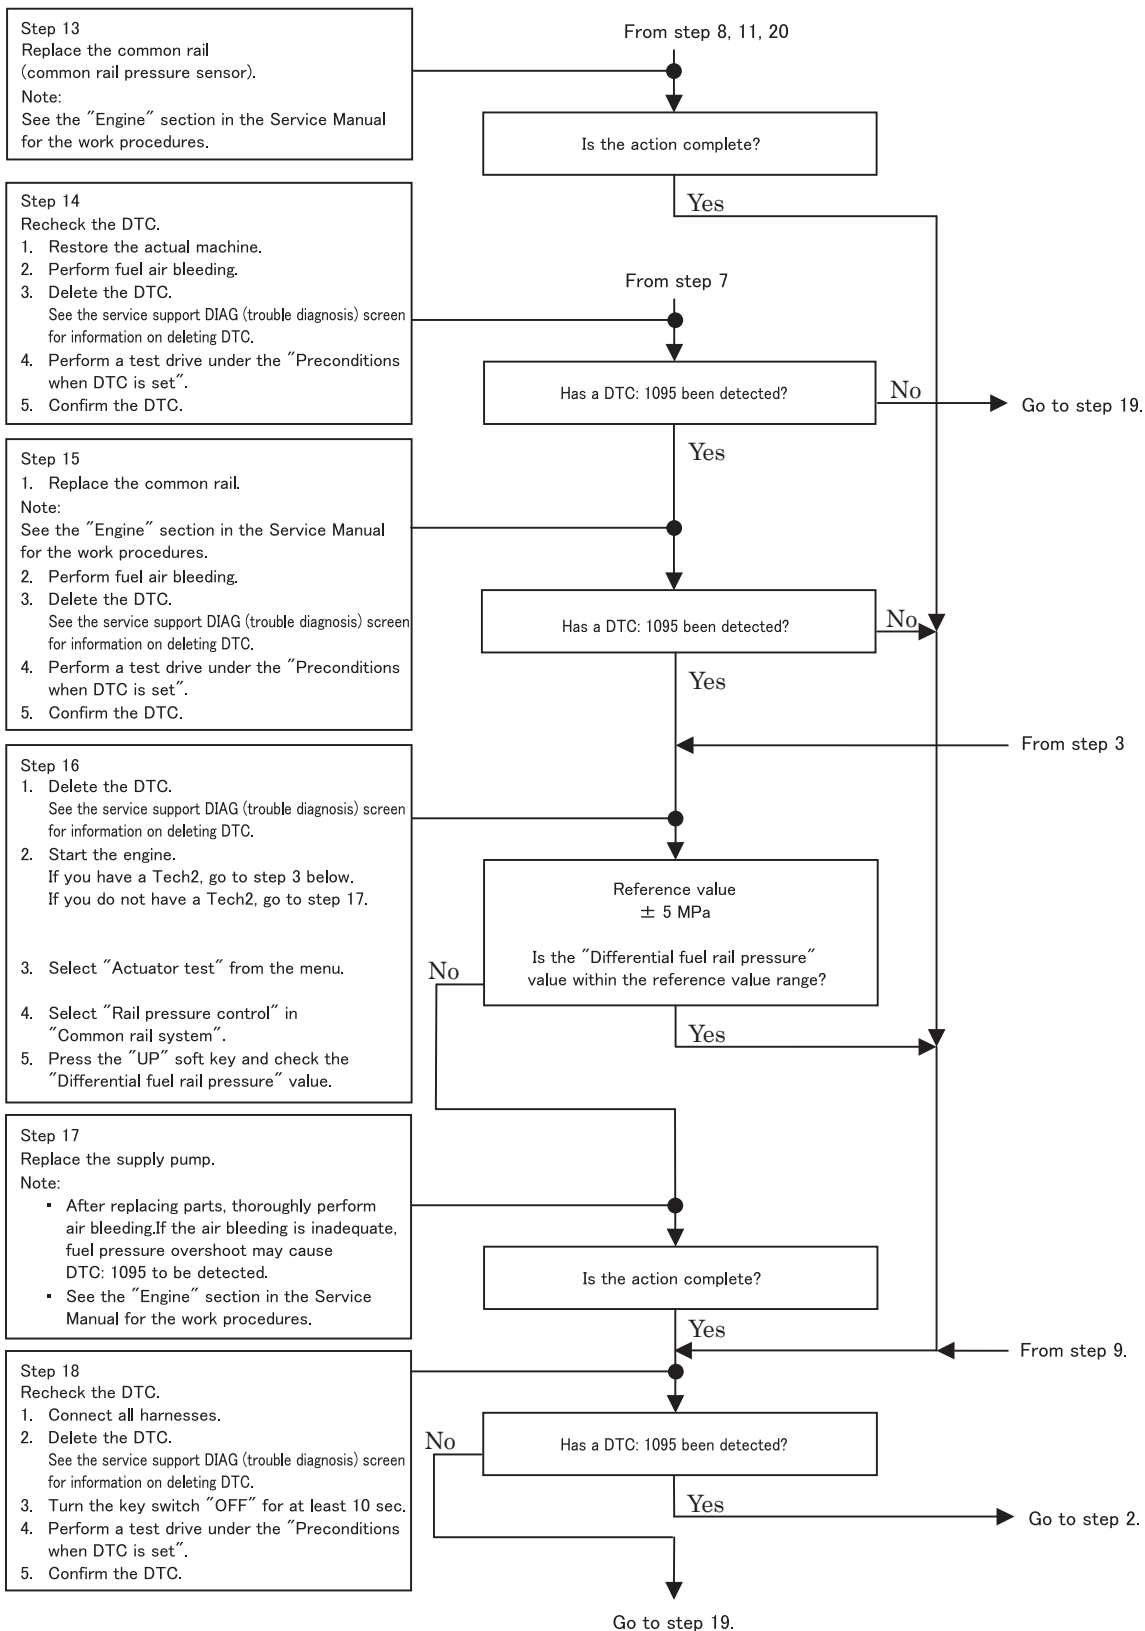 Step 13
Replace the common rail
(common rail pressure sensor).
Note:
See the "Engine" section in the Service Manual
for the work procedures.
From step 8, 11, 20
Is the action complete?
Yes
Step 14
Recheck the DTC.
1. Restore the actual machine.
2. Perform fuel air bleeding.
3. Delete the DTC.
See the service support DIAG (trouble diagnosis) screen
for information on deleting DTC.
4. Perform a test drive under the "Preconditions
when DTC is set".
5. Confirm the DTC.
From step 7
Has a DTC: 1095 been detected?
No
Go to step 19.
Yes
Step 15
1. Replace the common rail.
Note:
See the "Engine" section in the Service Manual
for the work procedures.
2. Perform fuel air bleeding.
3. Delete the DTC.
See the service support DIAG (trouble diagnosis) screen
for information on deleting DTC.
4. Perform a test drive under the "Preconditions
when DTC is set".
5. Confirm the DTC.
Has a DTC: 1095 been detected?
No
Yes
From step 3
Step 16
1. Delete the DTC.
See the service support DIAG (trouble diagnosis) screen
for information on deleting DTC.
2. Start the engine.
If you have a Tech2, go to step 3 below.
If you do not have a Tech2, go to step 17.
3. Select "Actuator test" from the menu.
4. Select "Rail pressure control" in
"Common rail system".
5. Press the "UP" soft key and check the
"Differential fuel rail pressure" value.
Reference value
± 5 MPa
Is the "Differential fuel rail pressure"
value within the reference value range?
No
Yes
Step 17
Replace the supply pump.
Note:
▪ After replacing parts, thoroughly perform
air bleeding.If the air bleeding is inadequate,
fuel pressure overshoot may cause
DTC: 1095 to be detected.
▪ See the "Engine" section in the Service
Manual for the work procedures.
Is the action complete?
Yes
From step 9.
Step 18
Recheck the DTC.
1. Connect all harnesses.
2. Delete the DTC.
See the service support DIAG (trouble diagnosis) screen
for information on deleting DTC.
3. Turn the key switch "OFF" for at least 10 sec.
4. Perform a test drive under the "Preconditions
when DTC is set".
5. Confirm the DTC.
Has a DTC: 1095 been detected?
No
Yes
Go to step 2.
Go to step 19.